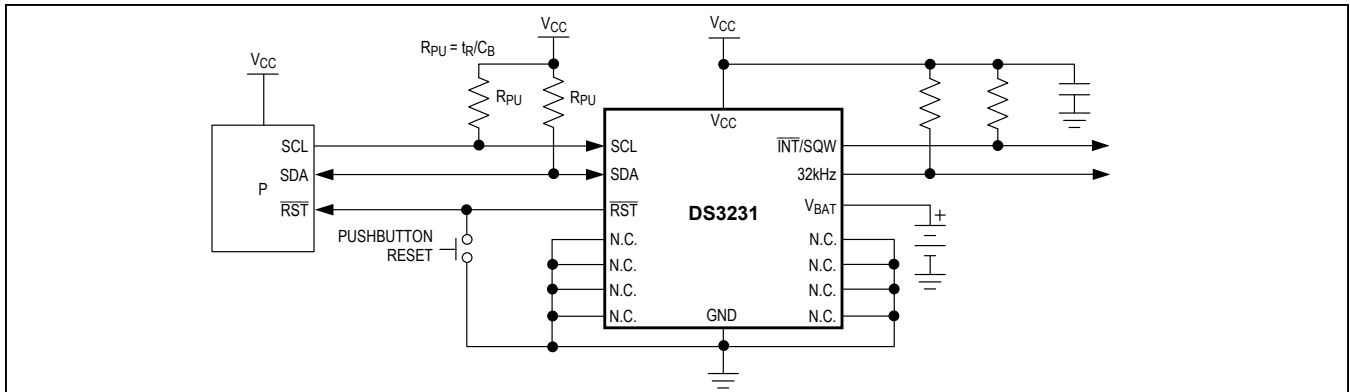 VCC
VCC
RPU = tR/CB
VCC
RPU
RPU
VCC
SCL
SCL
INT/SQW
SDA
SDA
32kHz
P
DS3231
RST
RST
VBAT
+
PUSHBUTTON
RESET
N.C.
N.C.
N.C.
N.C.
N.C.
N.C.
N.C.
N.C.
GND